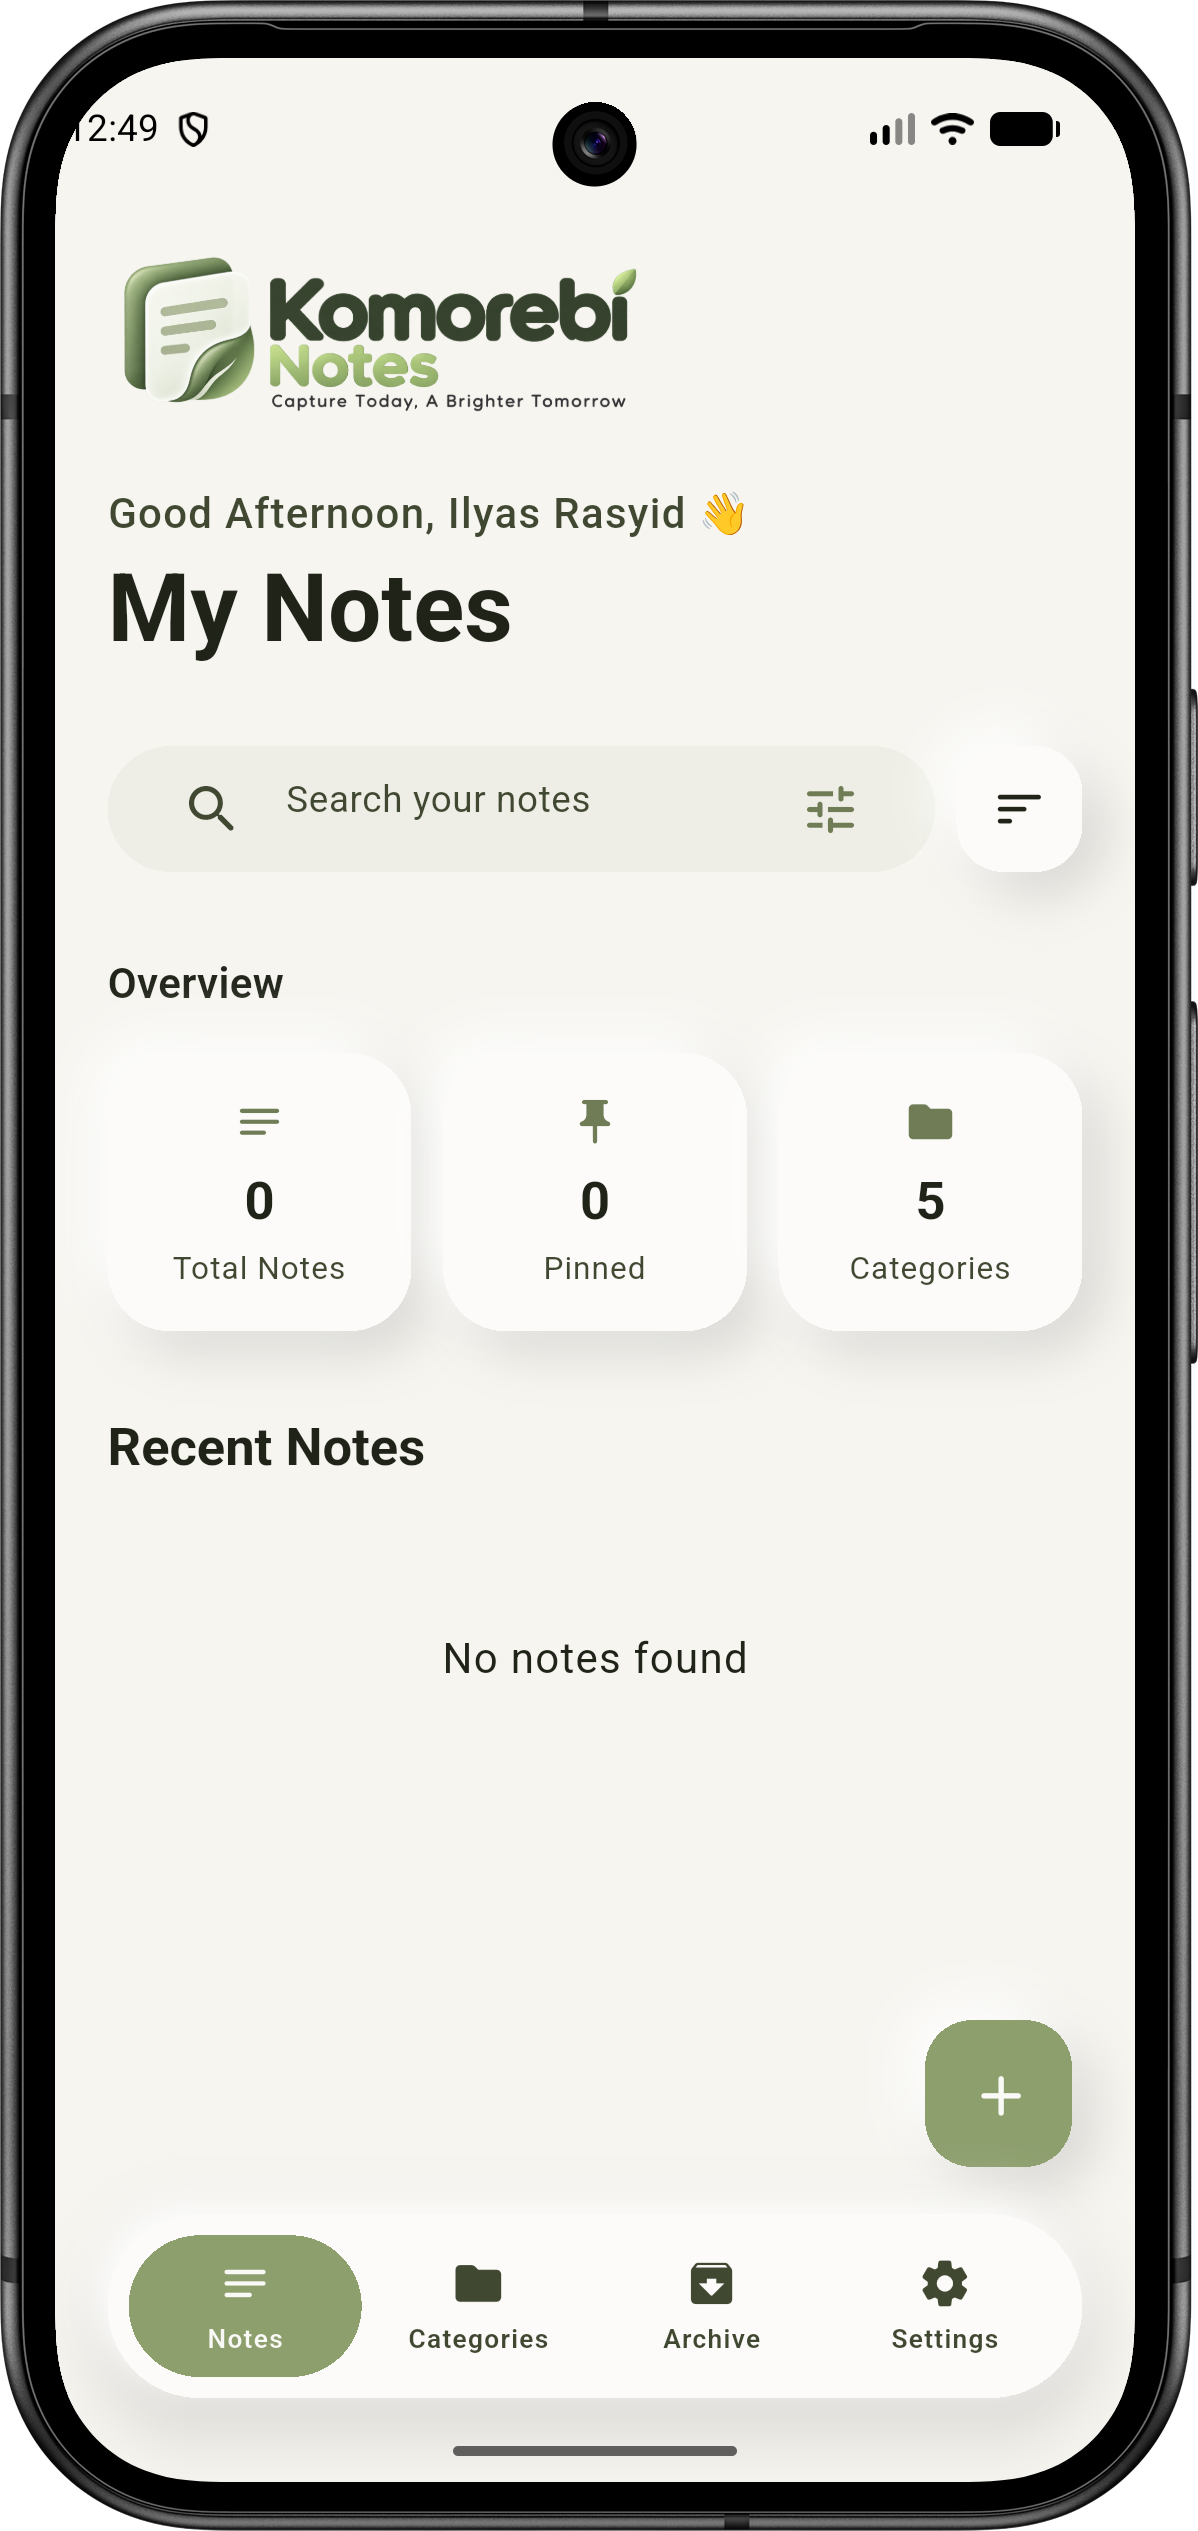 12:49
Komorebi
Notes
Capture Today, A Brighter Tomorrow
Good Afternoon, Ilyas Rasyid 👋
My Notes
Search your notes
Overview
0 0 5
Total Notes Pinned Categories
Recent Notes
No notes found
Notes Categories Archive Settings